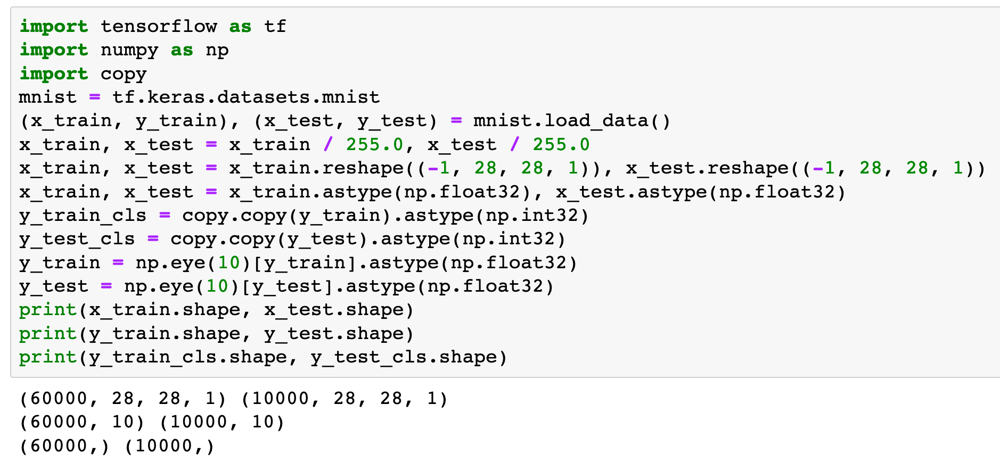 import tensorflow as tf
import numpy as np
import copy
mnist = tf.keras.datasets.mnist
(x_train, y_train), (x_test, y_test) = mnist.load_data()
x_train, x_test = x_train / 255.0, x_test / 255.0
x_train, x_test = x_train.reshape((-1, 28, 28, 1)), x_test.reshape((-1, 28, 28, 1))
x_train, x_test = x_train.astype(np.float32), x_test.astype(np.float32)
y_train_cls = copy.copy(y_train).astype(np.int32)
y_test_cls = copy.copy(y_test).astype(np.int32)
y_train = np.eye(10)[y_train].astype(np.float32)
y_test = np.eye(10)[y_test].astype(np.float32)
print(x_train.shape, x_test.shape)
print(y_train.shape, y_test.shape)
print(y_train_cls.shape, y_test_cls.shape)
(60000, 28, 28, 1) (10000, 28, 28, 1)
(60000, 10) (10000, 10)
(60000,) (10000,)